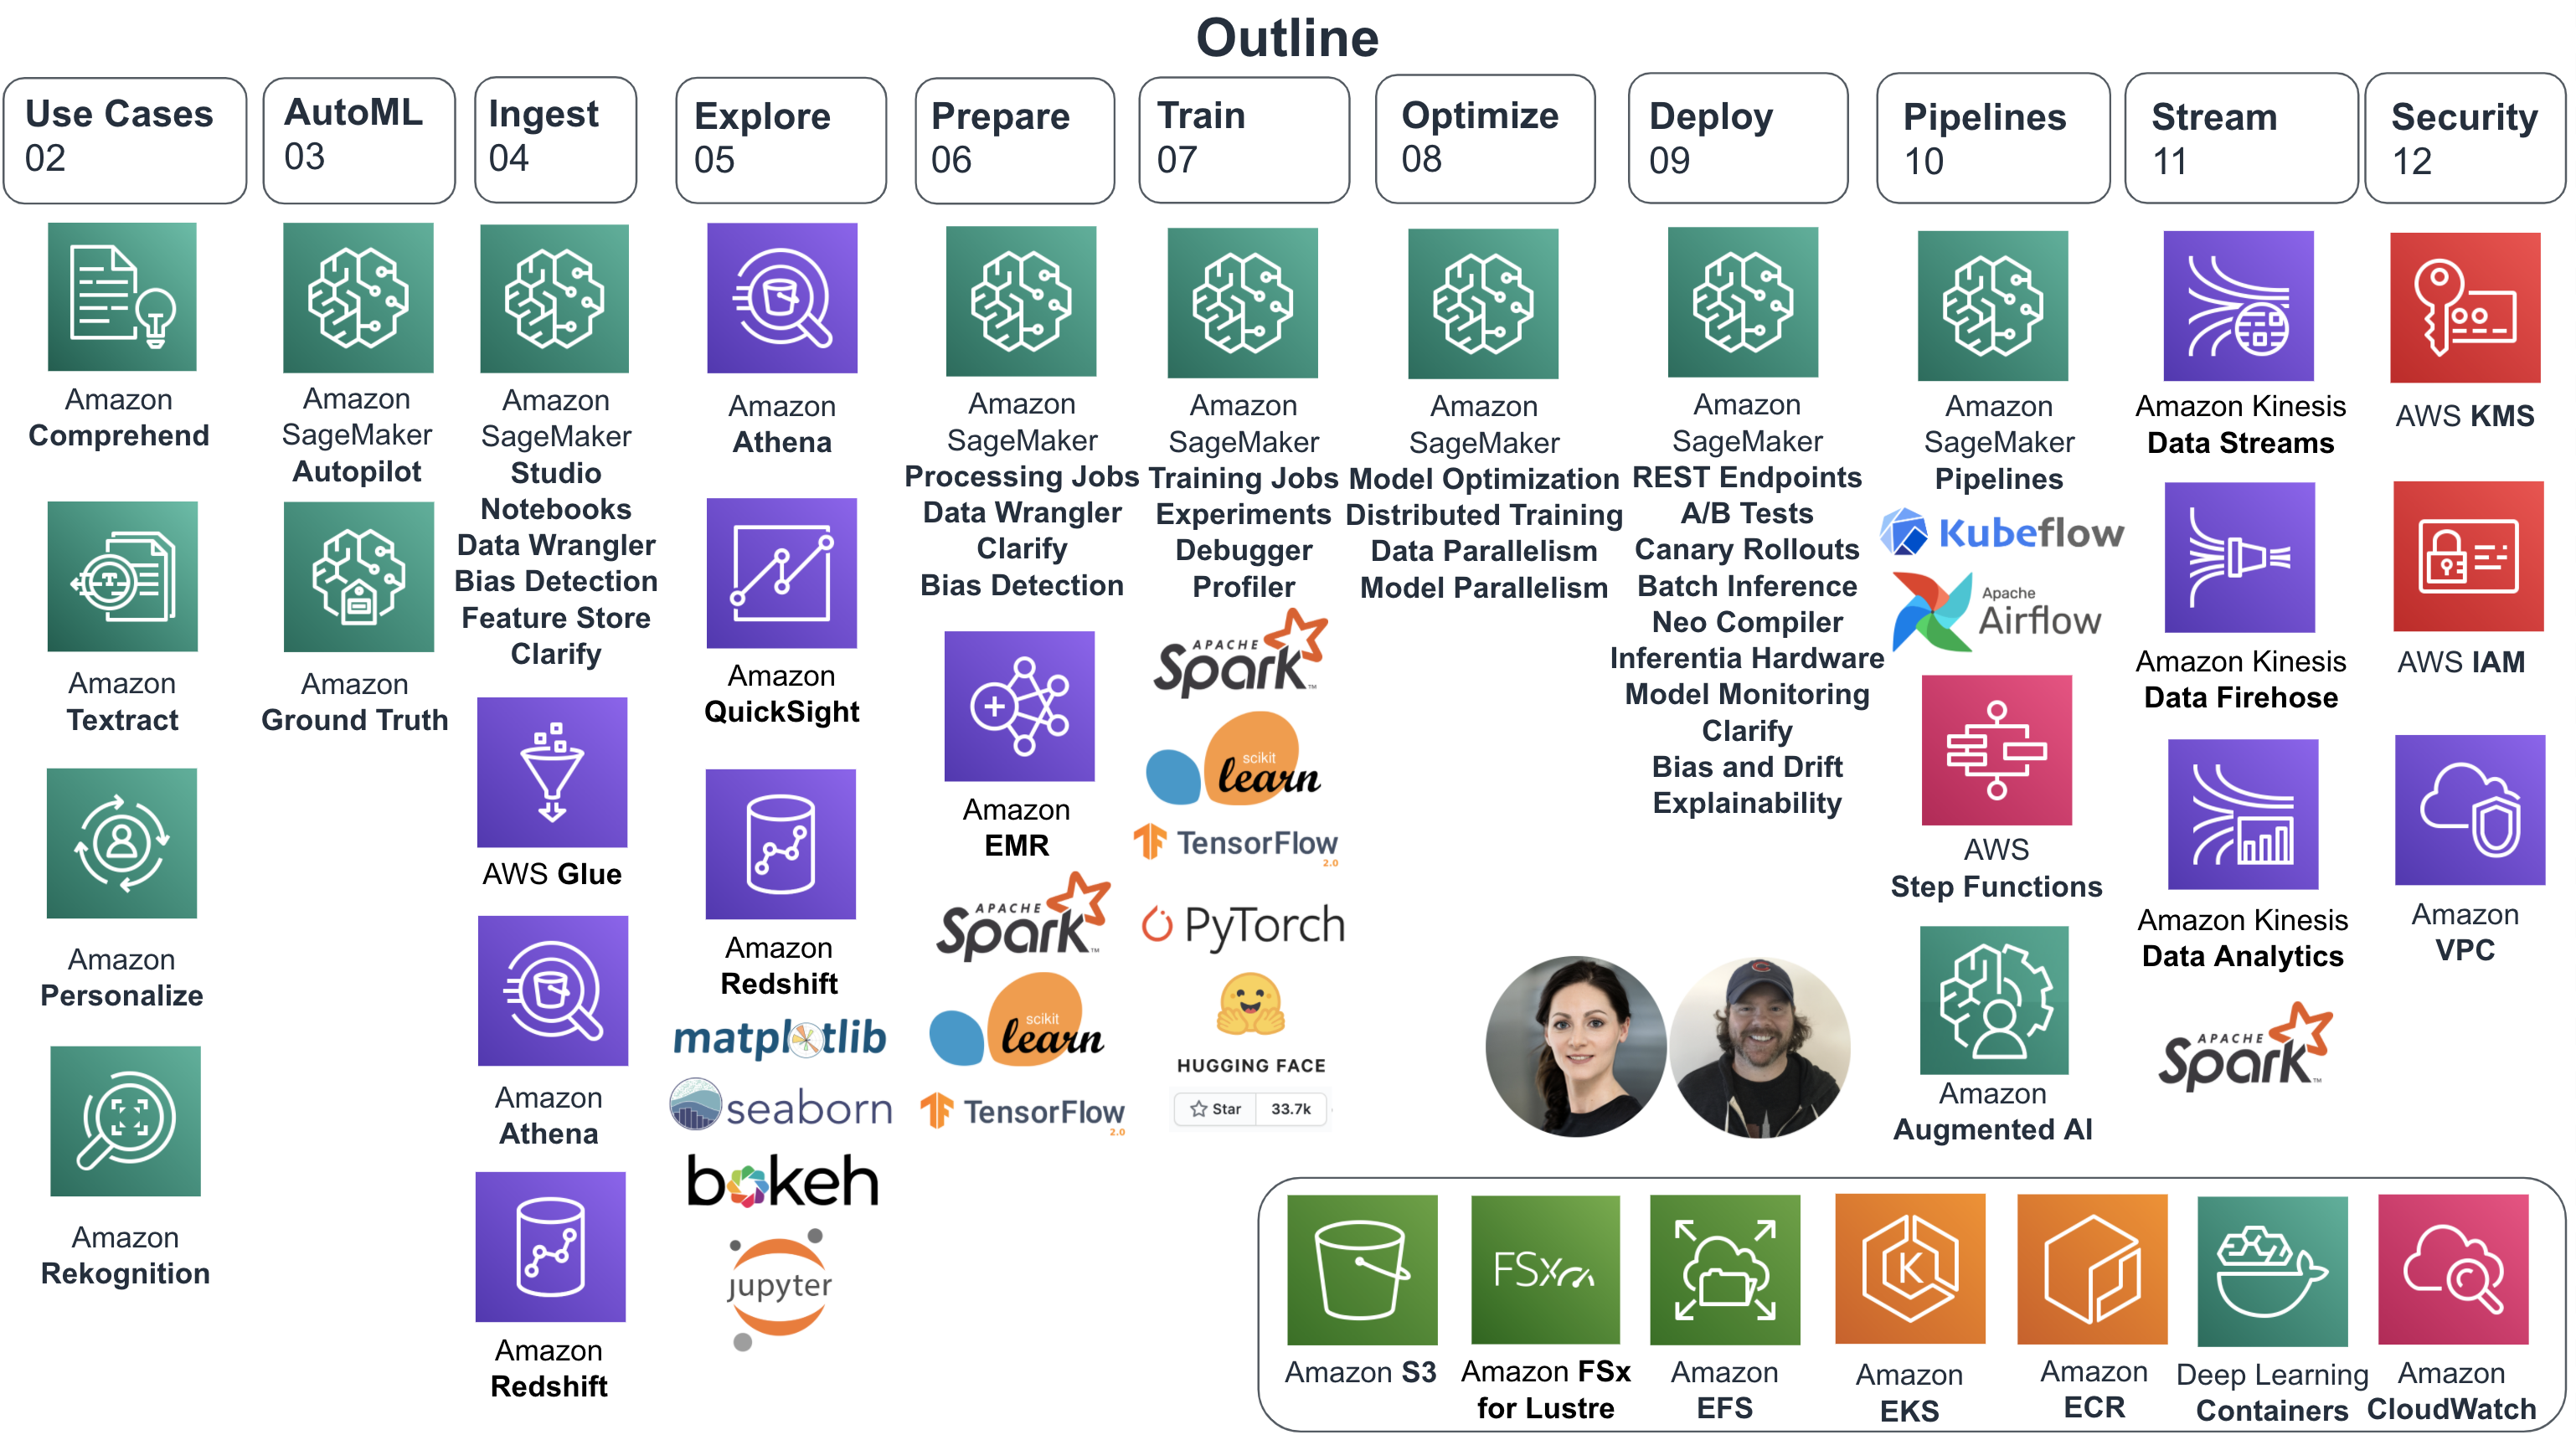 Outline
Use Cases
02
AutoML
03
Ingest
04
Explore
05
Prepare
06
Train
07
Optimize
08
Deploy
09
Pipelines
10
Stream
11
Security
12
Amazon
Comprehend
Amazon
Textract
Amazon
Personalize
Amazon
Rekognition
Amazon
SageMaker
Autopilot
Amazon
Ground Truth
Amazon
SageMaker
Studio
Notebooks
Data Wrangler
Bias Detection
Feature Store
Clarify
AWS Glue
Amazon
Athena
Amazon
Redshift
Amazon
Athena
Amazon
QuickSight
Amazon
Redshift
matplotlib
seaborn
bokeh
jupyter
Amazon
SageMaker
Processing Jobs
Data Wrangler
Clarify
Bias Detection
Amazon
EMR
APACHE
Spark™
scikit
learn
TensorFlow
2.0
Amazon
SageMaker
Training Jobs
Experiments
Debugger
Profiler
APACHE
Spark™
scikit
learn
TensorFlow
2.0
PyTorch
HUGGING FACE
Star 33.7k
Amazon
SageMaker
Model Optimization
Distributed Training
Data Parallelism
Model Parallelism
Amazon
SageMaker
REST Endpoints
A/B Tests
Canary Rollouts
Batch Inference
Neo Compiler
Inferentia Hardware
Model Monitoring
Clarify
Bias and Drift
Explainability
Amazon
SageMaker
Pipelines
Kubeflow
Apache
Airflow
AWS
Step Functions
Amazon
Augmented AI
Amazon Kinesis
Data Streams
Amazon Kinesis
Data Firehose
Amazon Kinesis
Data Analytics
APACHE
Spark™
AWS KMS
AWS IAM
Amazon
VPC
Amazon S3
FSx
Amazon FSx
for Lustre
Amazon
EFS
K
Amazon
EKS
Amazon
ECR
Deep Learning
Containers
Amazon
CloudWatch